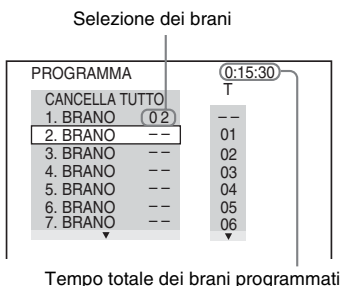 Selezione dei brani
PROGRAMMA 0:15:30
T
CANCELLA TUTTO
1. BRANO 0 2 – –
2. BRANO – – 01
3. BRANO – – 02
4. BRANO – – 03
5. BRANO – – 04
6. BRANO – – 05
7. BRANO – – 06
Tempo totale dei brani programmati